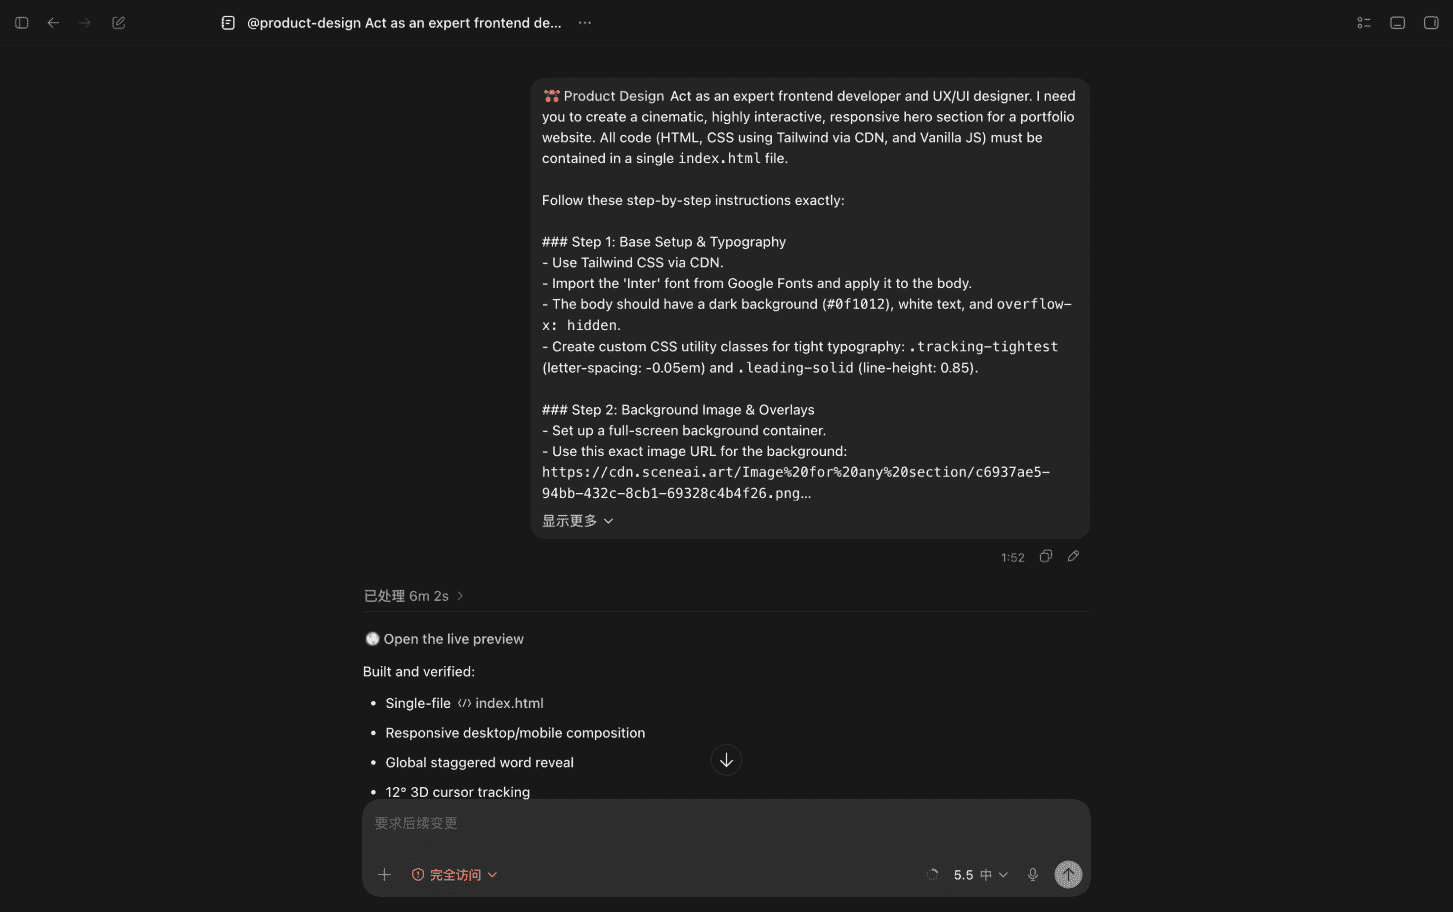 @product-design Act as an expert frontend de...
Product Design Act as an expert frontend developer and UX/UI designer. I need
you to create a cinematic, highly interactive, responsive hero section for a portfolio
website. All code (HTML, CSS using Tailwind via CDN, and Vanilla JS) must be
contained in a single index.html file.
Follow these step-by-step instructions exactly:
### Step 1: Base Setup & Typography
- Use Tailwind CSS via CDN.
- Import the 'Inter' font from Google Fonts and apply it to the body.
- The body should have a dark background (#0f1012), white text, and overflow-
x: hidden.
- Create custom CSS utility classes for tight typography: .tracking-tightest
(letter-spacing: -0.05em) and .leading-solid (line-height: 0.85).
### Step 2: Background Image & Overlays
- Set up a full-screen background container.
- Use this exact image URL for the background:
https://cdn.sceneai.art/Image%20for%20any%20section/c6937ae5-
94bb-432c-8cb1-69328c4b4f26.png...
显示更多
1:52
已处理 6m 2s
Open the live preview
Built and verified:
• Single-file index.html
• Responsive desktop/mobile composition
• Global staggered word reveal
• 12° 3D cursor tracking
要求后续变更
完全访问
5.5 中